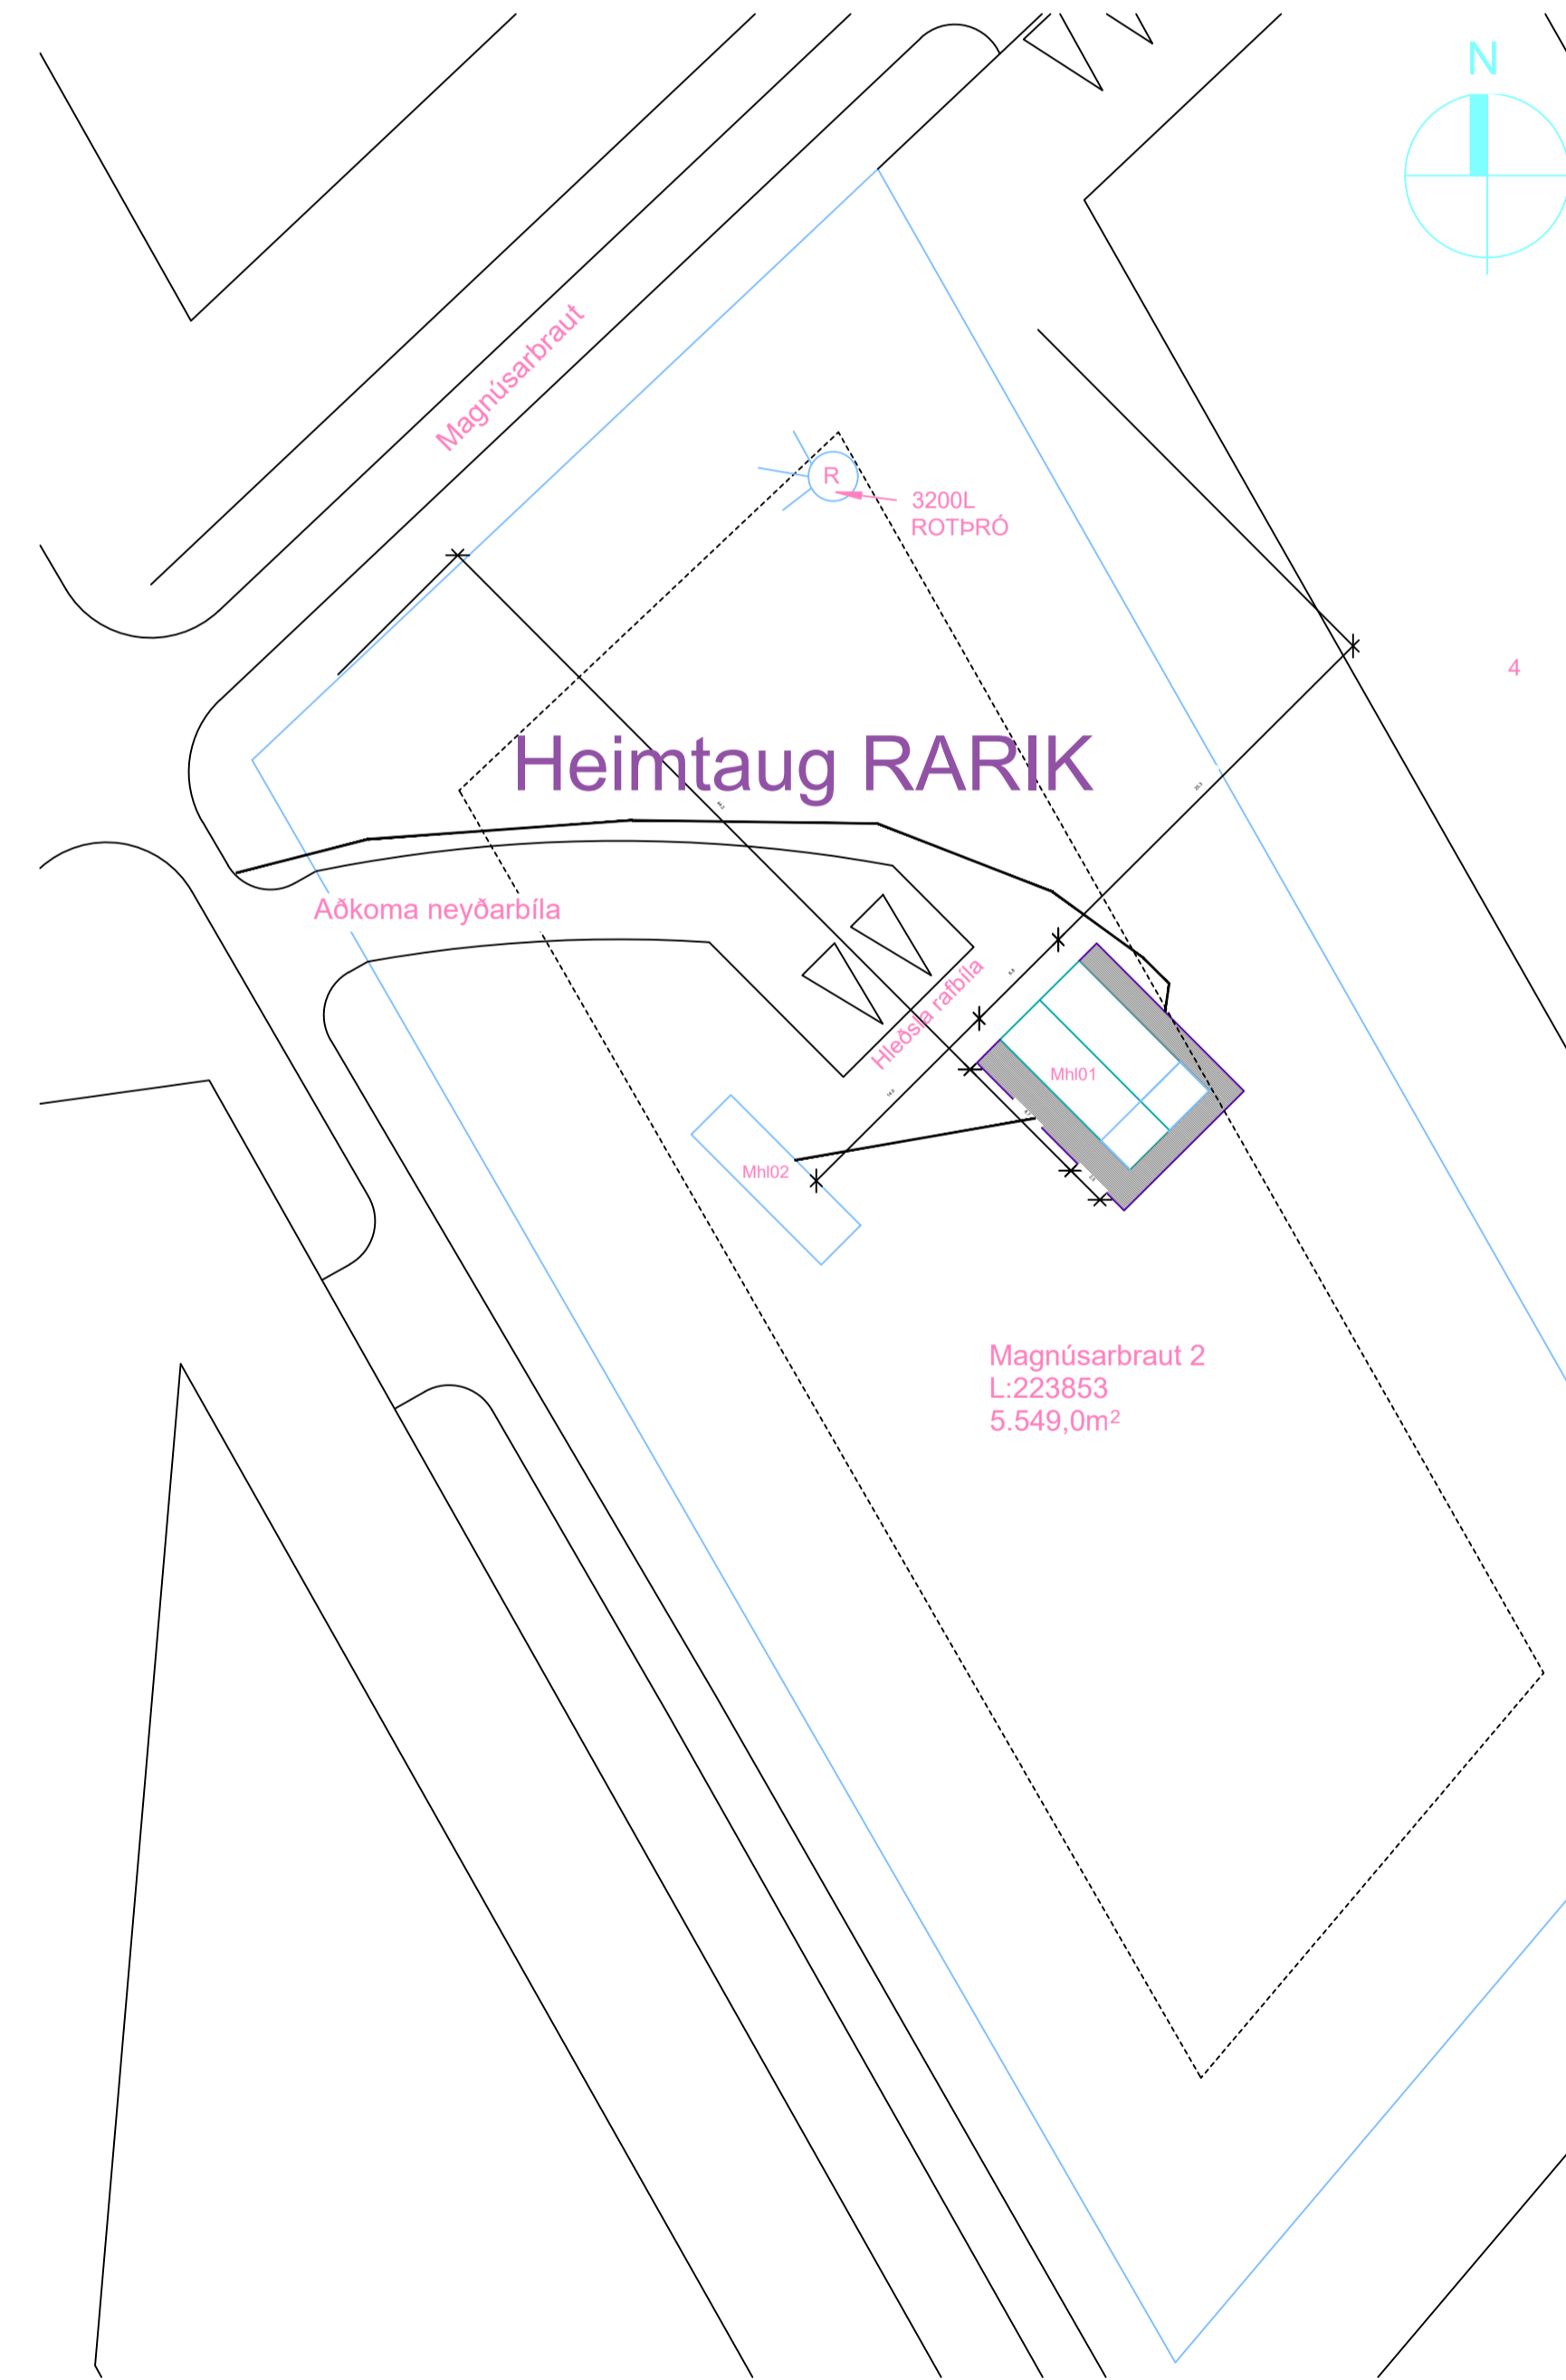 N
Magnúsarbraut
R
3200L
ROTÞRÓ
4
Heimtaug RARIK
Aðkoma neyðarbíla
Hleðsla rafbíla
Mhl01
Mhl02
Magnúsarbraut 2
L:223853
5.549,0m²